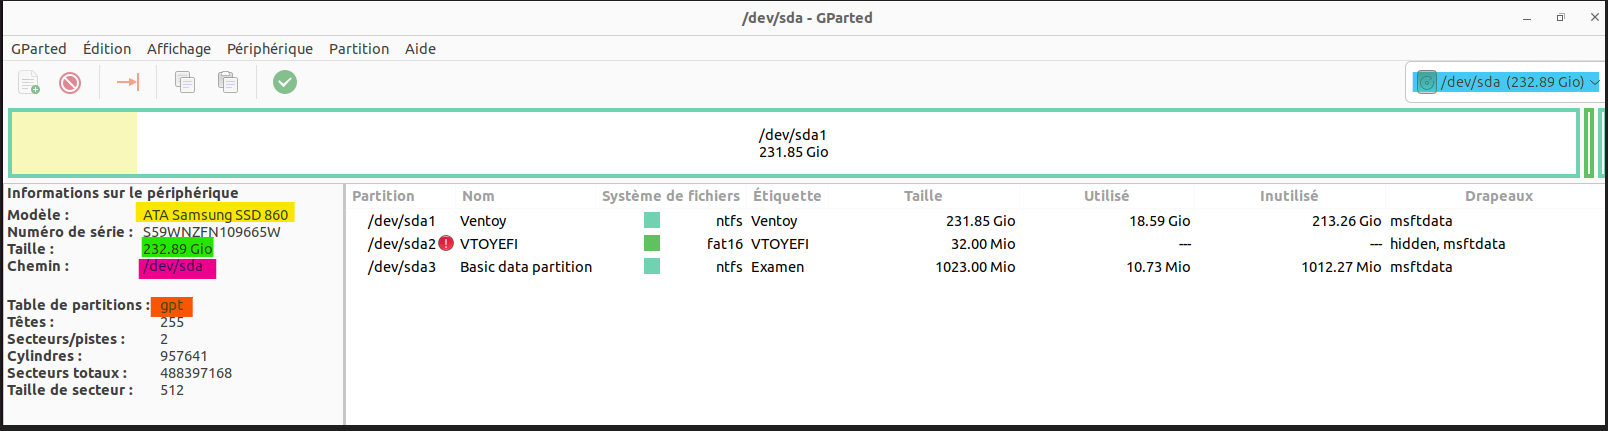 /dev/sda - GParted
GParted Édition Affichage Périphérique Partition Aide
/dev/sda (232.89 Gio)
/dev/sda1
231.85 Gio
Informations sur le périphérique
Modèle : ATA Samsung SSD 860
Numéro de série : S59WNZFN109665W
Taille : 232.89 Gio
Chemin : /dev/sda
Table de partitions : gpt
Têtes : 255
Secteurs/pistes : 2
Cylindres : 957641
Secteurs totaux : 488397168
Taille de secteur : 512
Partition Nom Système de fichiers Étiquette Taille Utilisé Inutilisé Drapeaux
/dev/sda1 Ventoy ntfs Ventoy 231.85 Gio 18.59 Gio 213.26 Gio msftdata
/dev/sda2 VTOYEFI fat16 VTOYEFI 32.00 Mio --- --- hidden, msftdata
/dev/sda3 Basic data partition ntfs Examen 1023.00 Mio 10.73 Mio 1012.27 Mio msftdata